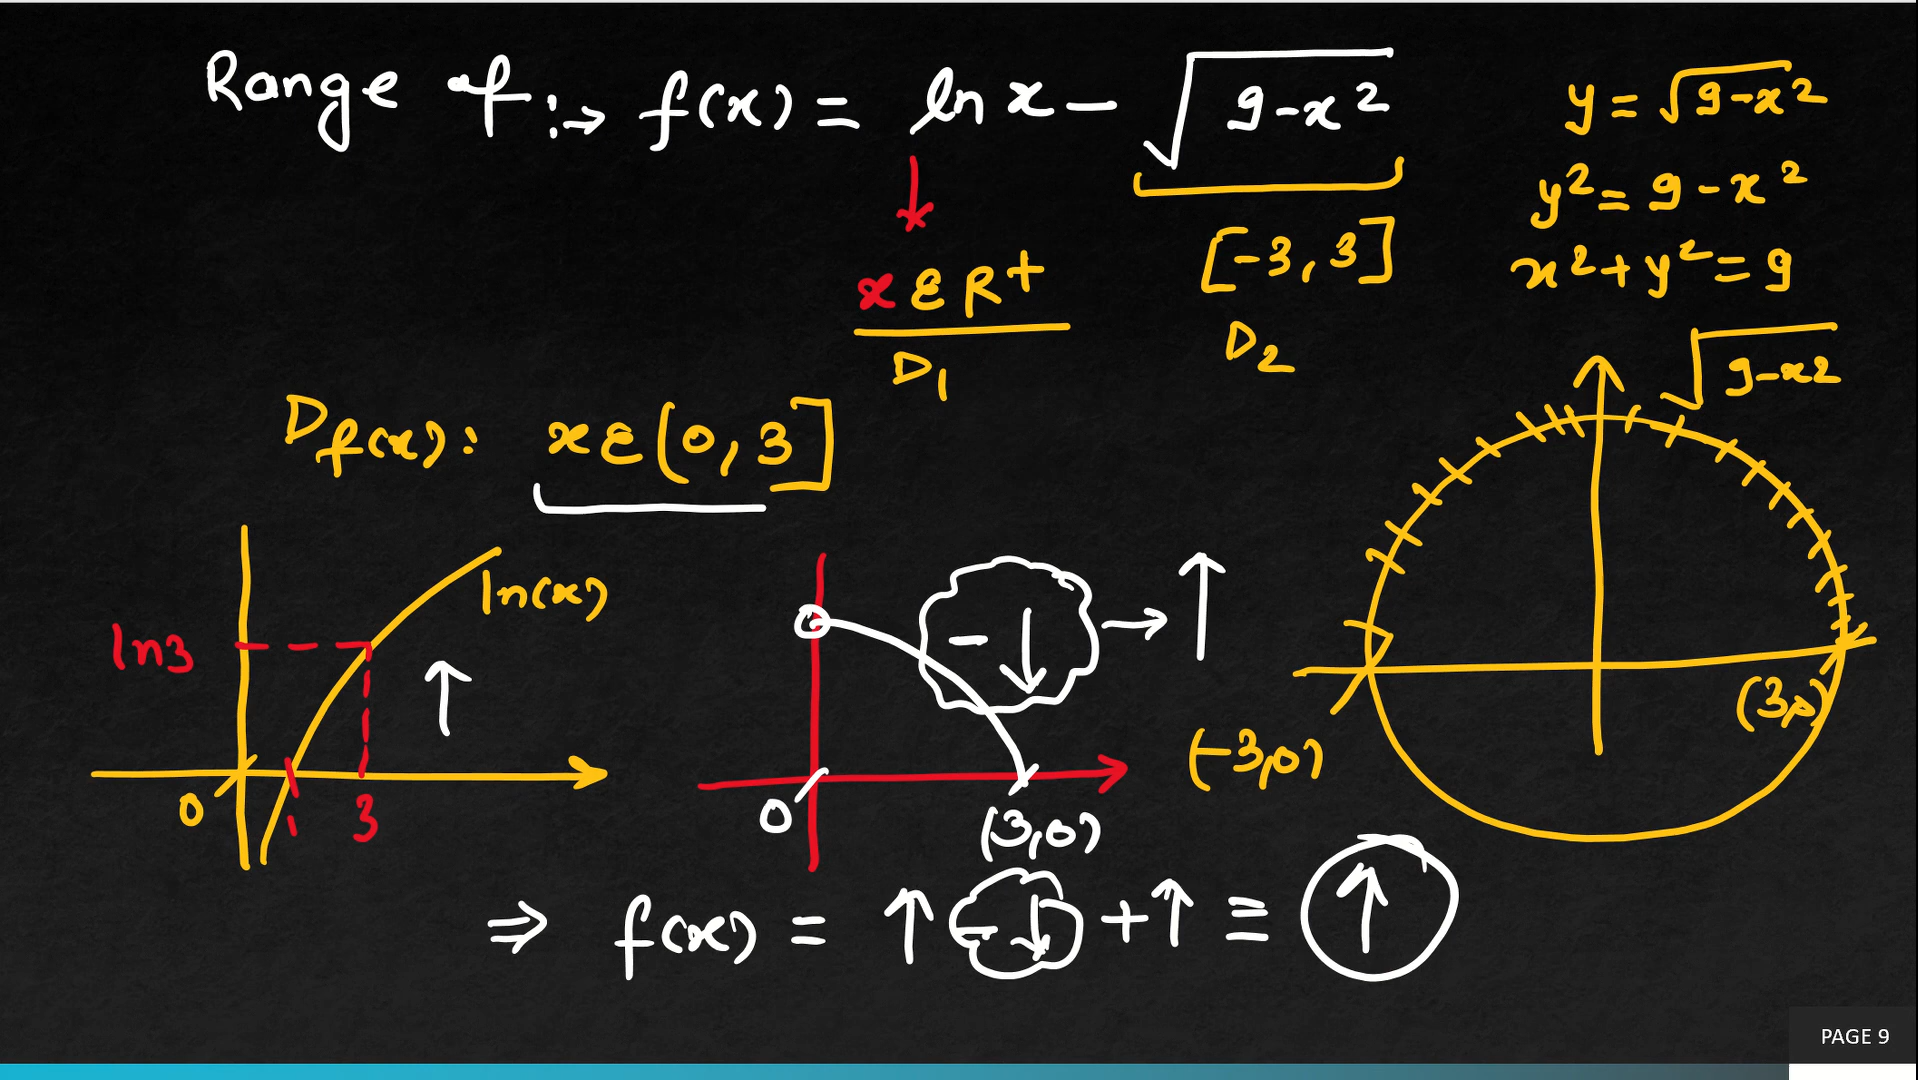 Range of :→ f(x) = ln x − √(9-x²)
y = √(9-x²)
y² = 9 - x²
x² + y² = 9
x ε R⁺
[-3, 3]
D₁
D₂
√(9-x²)
D f(x) : x ε (0, 3]
ln(x)
ln3
↑
0
1
3
- ↓ → ↑
0
(3,0)
(-3,0)
(3,0)
⇒ f(x) = ↑ - ↓ + ↑ ≡ ↑
PAGE 9